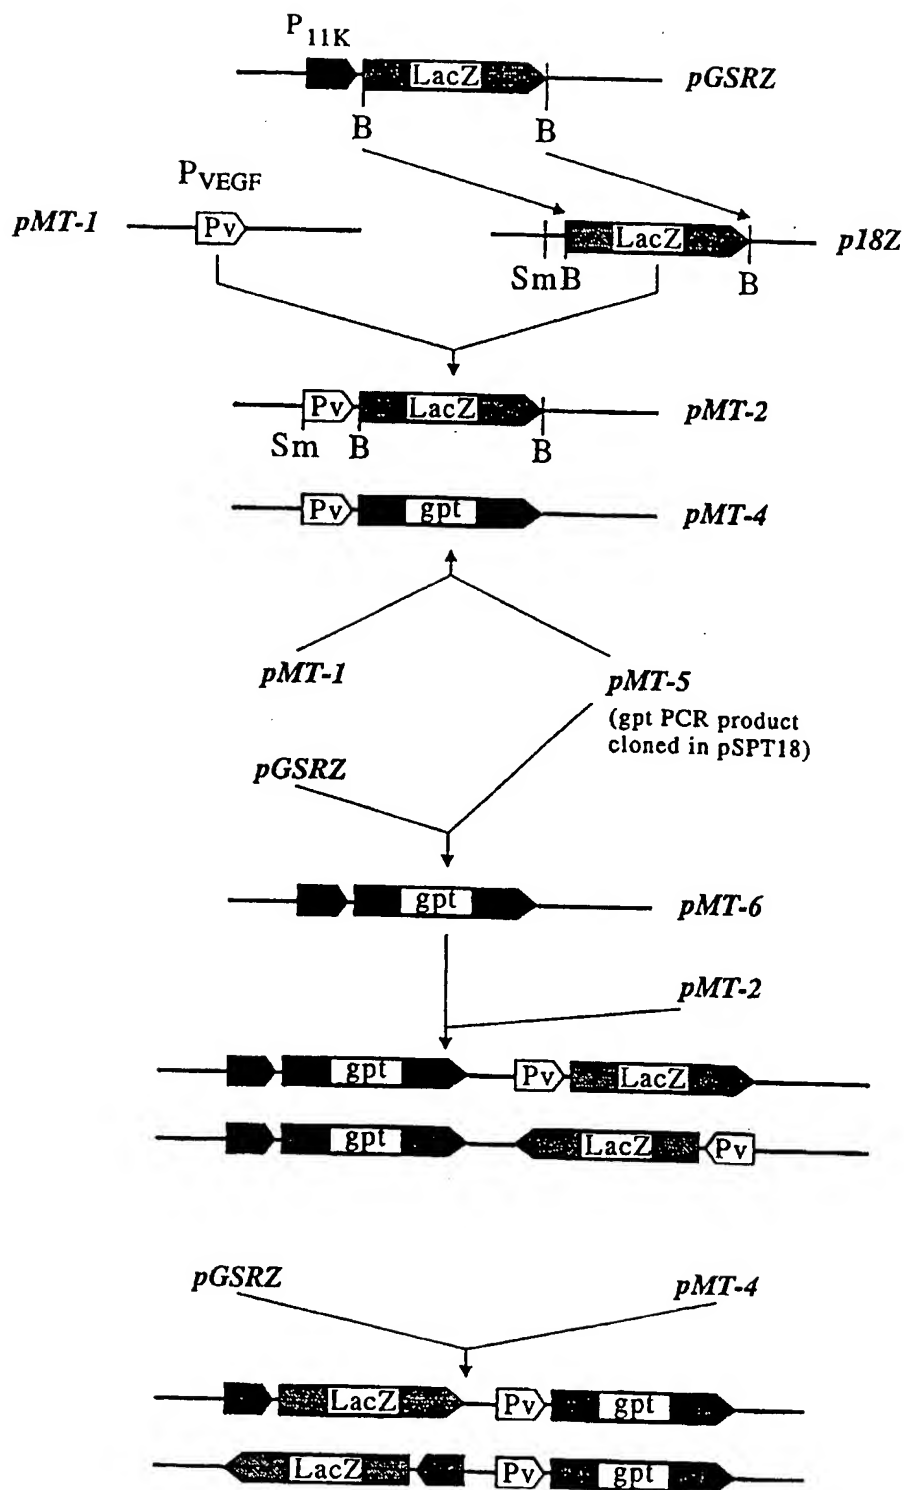 P11K
LacZ pGSRZ
B B
PVEGF
pMT-1 Pv LacZ p18Z
SmB B
Pv LacZ pMT-2
Sm B B
Pv gpt pMT-4
pMT-1 pMT-5
(gpt PCR product
cloned in pSPT18)
pGSRZ
gpt pMT-6
pMT-2
gpt Pv LacZ
gpt LacZ Pv
pGSRZ pMT-4
LacZ Pv gpt
LacZ Pv gpt